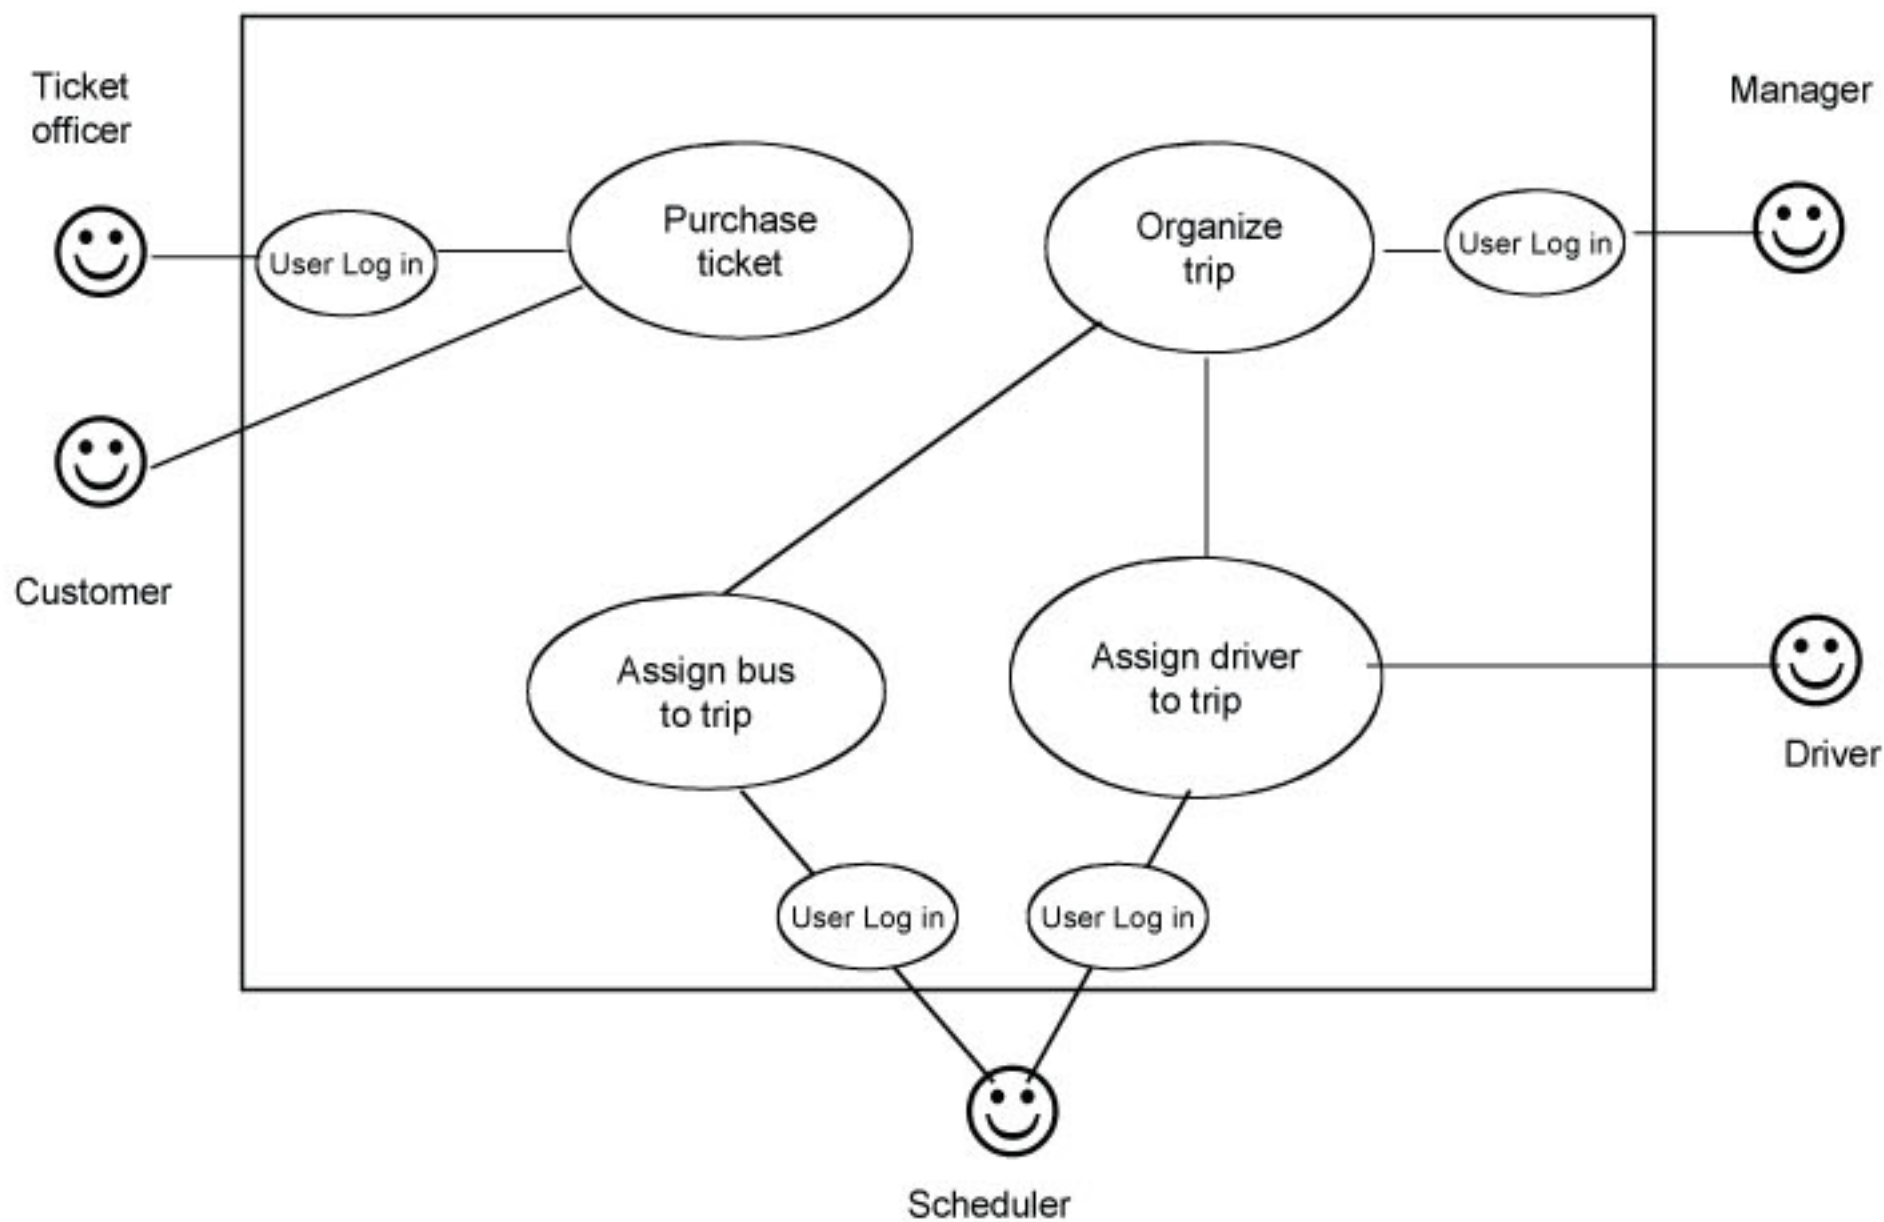 Ticket
officer
Manager
User Log in
Purchase
ticket
Organize
trip
User Log in
Customer
Assign bus
to trip
Assign driver
to trip
Driver
User Log in
User Log in
Scheduler